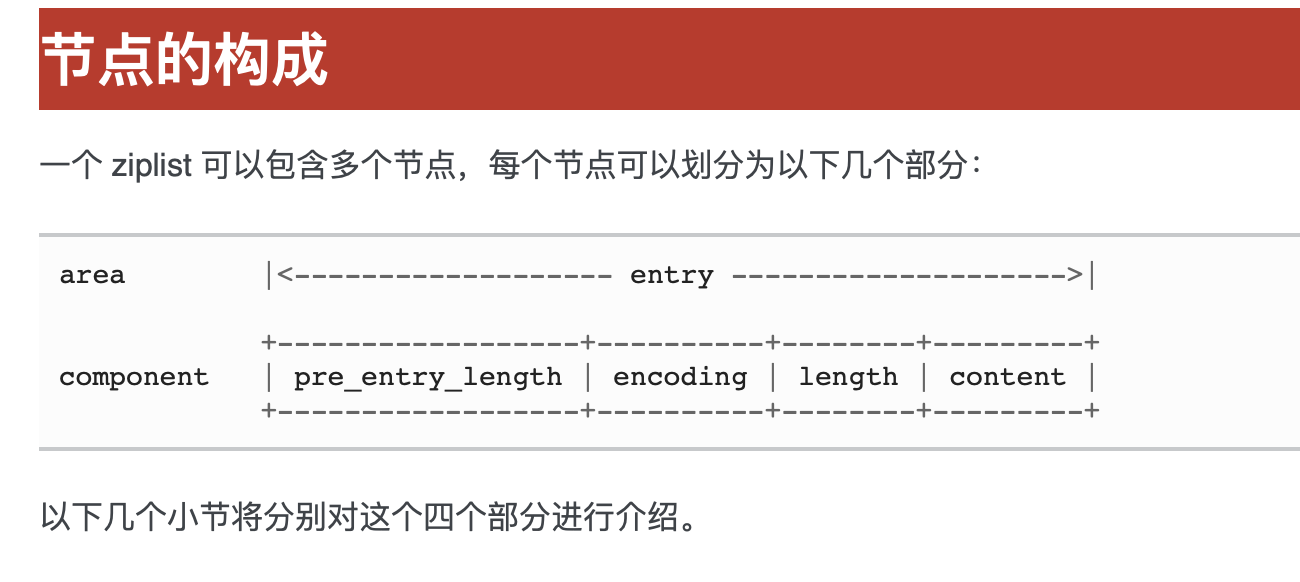 节点的构成
一个 ziplist 可以包含多个节点，每个节点可以划分为以下几个部分：
area        |<------------------- entry -------------------->|
            +------------------+----------+--------+---------+
component   | pre_entry_length | encoding | length | content |
            +------------------+----------+--------+---------+
以下几个小节将分别对这个四个部分进行介绍。